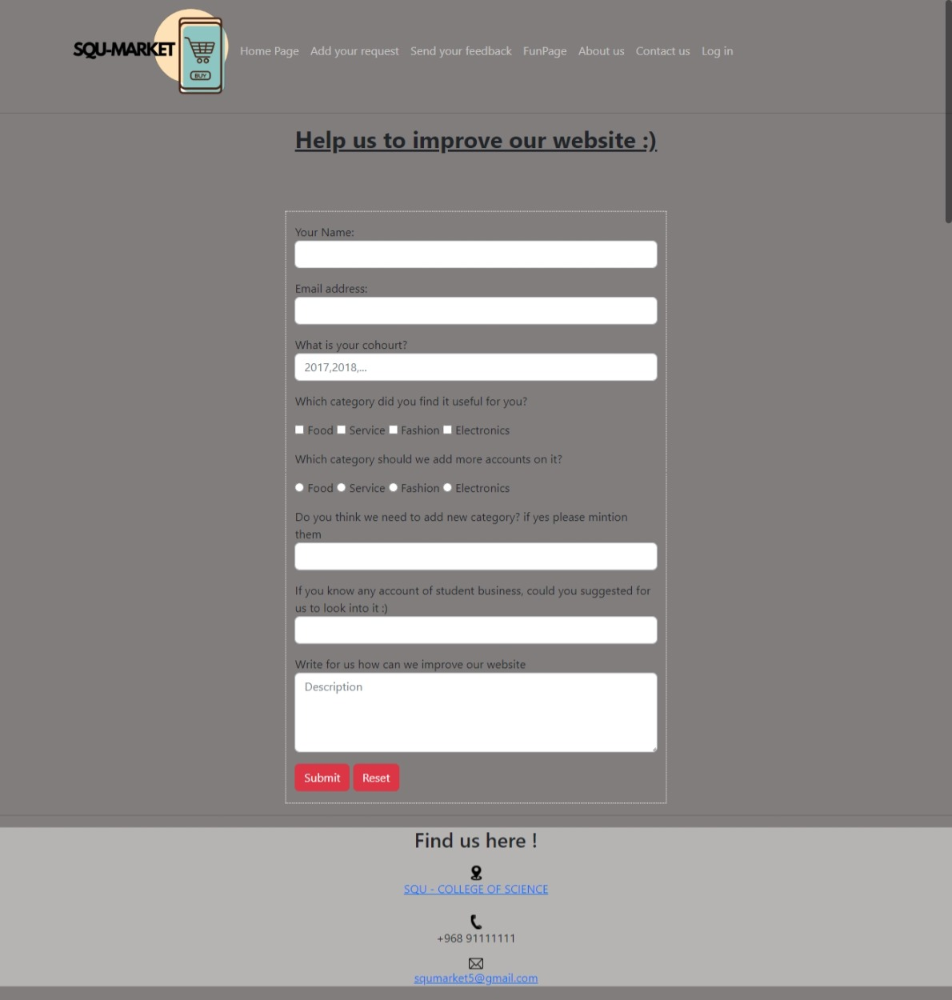 SQU-MARKET
BUY
Home Page Add your request Send your feedback FunPage About us Contact us Log in
Help us to improve our website :)
Your Name:
Email address:
What is your cohourt?
2017,2018,...
Which category did you find it useful for you?
Food Service Fashion Electronics
Which category should we add more accounts on it?
Food Service Fashion Electronics
Do you think we need to add new category? if yes please mintion
them
If you know any account of student business, could you suggested for
us to look into it :)
Write for us how can we improve our website
Description
Submit Reset
Find us here !
SQU - COLLEGE OF SCIENCE
+968 91111111
squmarket5@gmail.com